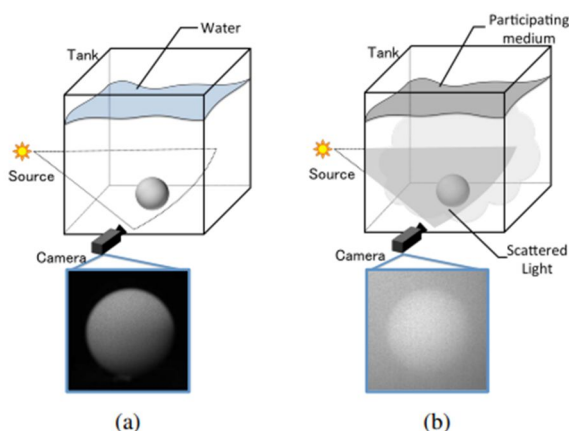 Water
Tank
Source
Camera
(a)
Participating
medium
Tank
Source
Camera
Scattered
Light
(b)